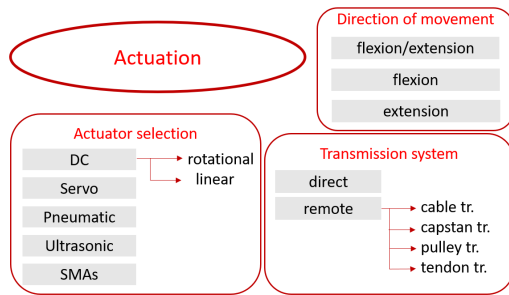 Actuation
Direction of movement
flexion/extension
flexion
extension
Actuator selection
DC
rotational
linear
Servo
Pneumatic
Ultrasonic
SMAs
Transmission system
direct
remote
cable tr.
capstan tr.
pulley tr.
tendon tr.